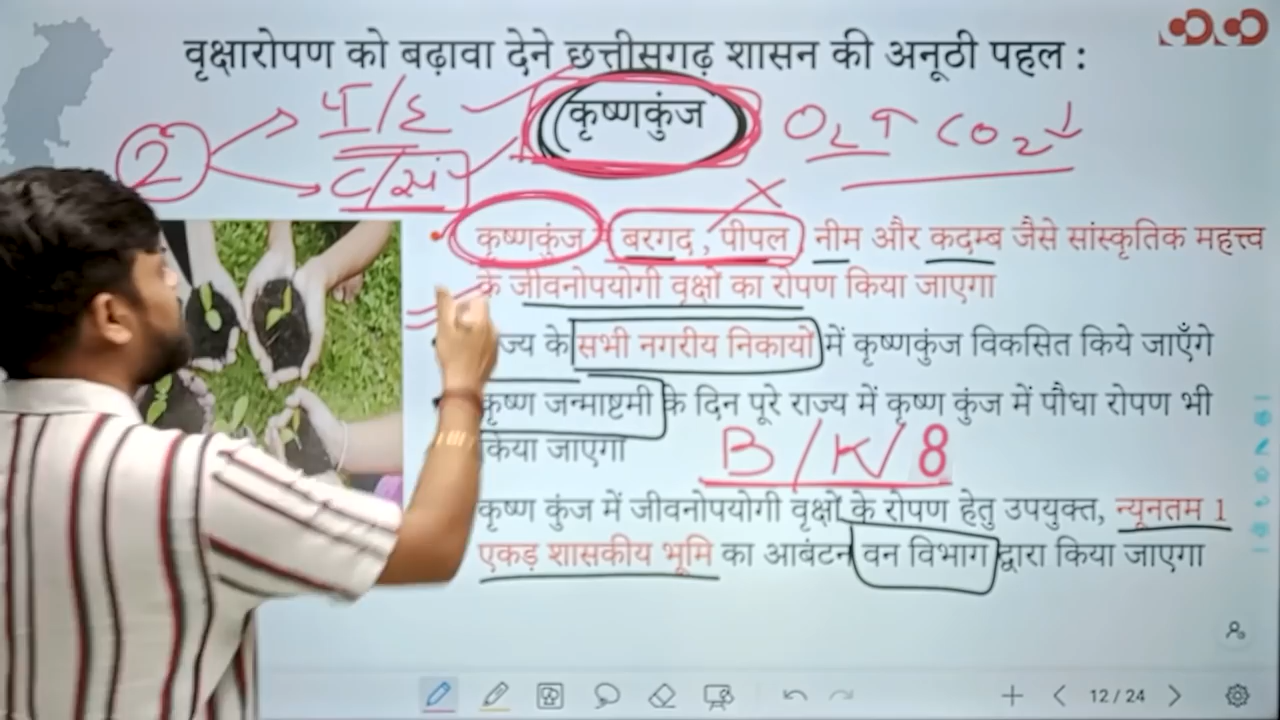 वृक्षारोपण को बढ़ावा देने छत्तीसगढ़ शासन की अनूठी पहल :
कृष्णकुंज
2
O₂ ↑ CO₂ ↓
कृष्णकुंज बरगद, पीपल नीम और कदम्ब जैसे सांस्कृतिक महत्त्व
के जीवनोपयोगी वृक्षों का रोपण किया जाएगा
के सभी नगरीय निकायों में कृष्णकुंज विकसित किये जाएँगे
कृष्ण जन्माष्टमी के दिन पूरे राज्य में कृष्ण कुंज में पौधा रोपण भी
किया जाएगा
B/K/8
कृष्ण कुंज में जीवनोपयोगी वृक्षों के रोपण हेतु उपयुक्त, न्यूनतम 1
एकड़ शासकीय भूमि का आबंटन वन विभाग द्वारा किया जाएगा
12 / 24